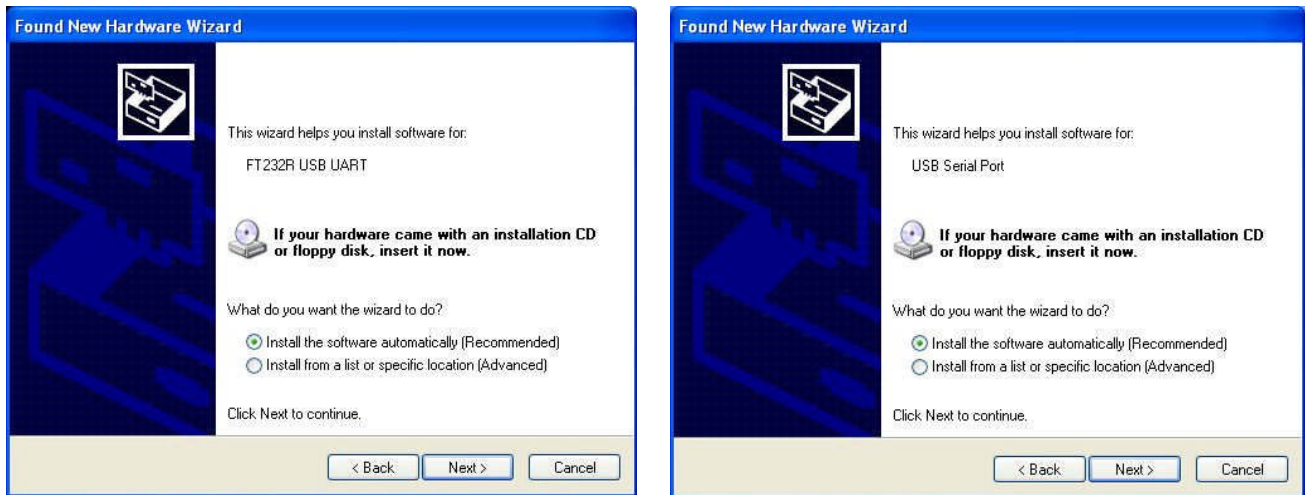 Found New Hardware Wizard
This wizard helps you install software for:
FT232R USB UART
If your hardware came with an installation CD
or floppy disk, insert it now.
What do you want the wizard to do?
Install the software automatically (Recommended)
Install from a list or specific location (Advanced)
Click Next to continue.
< Back
Next >
Cancel
Found New Hardware Wizard
This wizard helps you install software for:
USB Serial Port
If your hardware came with an installation CD
or floppy disk, insert it now.
What do you want the wizard to do?
Install the software automatically (Recommended)
Install from a list or specific location (Advanced)
Click Next to continue.
< Back
Next >
Cancel